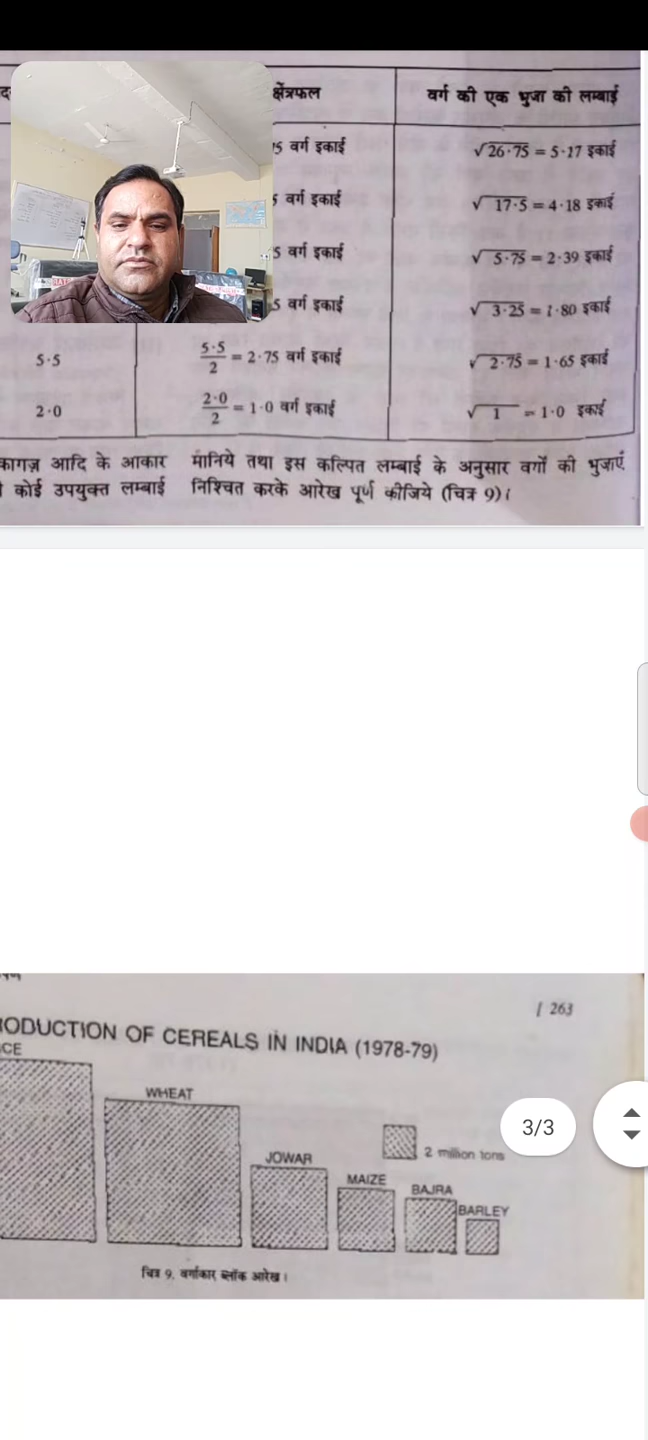 क्षेत्रफल वर्ग की एक भुजा की लम्बाई
5 वर्ग इकाई √26·75 = 5·17 इकाई
5 वर्ग इकाई √17·5 = 4·18 इकाई
5 वर्ग इकाई √5·75 = 2·39 इकाई
5 वर्ग इकाई √3·25 = 1·80 इकाई
5·5 5·5/2 = 2·75 वर्ग इकाई √2·75 = 1·65 इकाई
2·0 2·0/2 = 1·0 वर्ग इकाई √1 = 1·0 इकाई
कागज़ आदि के आकार मानिये तथा इस कल्पित लम्बाई के अनुसार वर्गों की भुजाएँ
कोई उपयुक्त लम्बाई निश्चित करके आरेख पूर्ण कीजिये (चित्र 9)।
[ 263
RODUCTION OF CEREALS IN INDIA (1978-79)
CE
WHEAT
JOWAR
2 million tons
MAIZE
BAJRA
BARLEY
3/3
चित्र 9. वर्गाकार ब्लॉक आरेख।